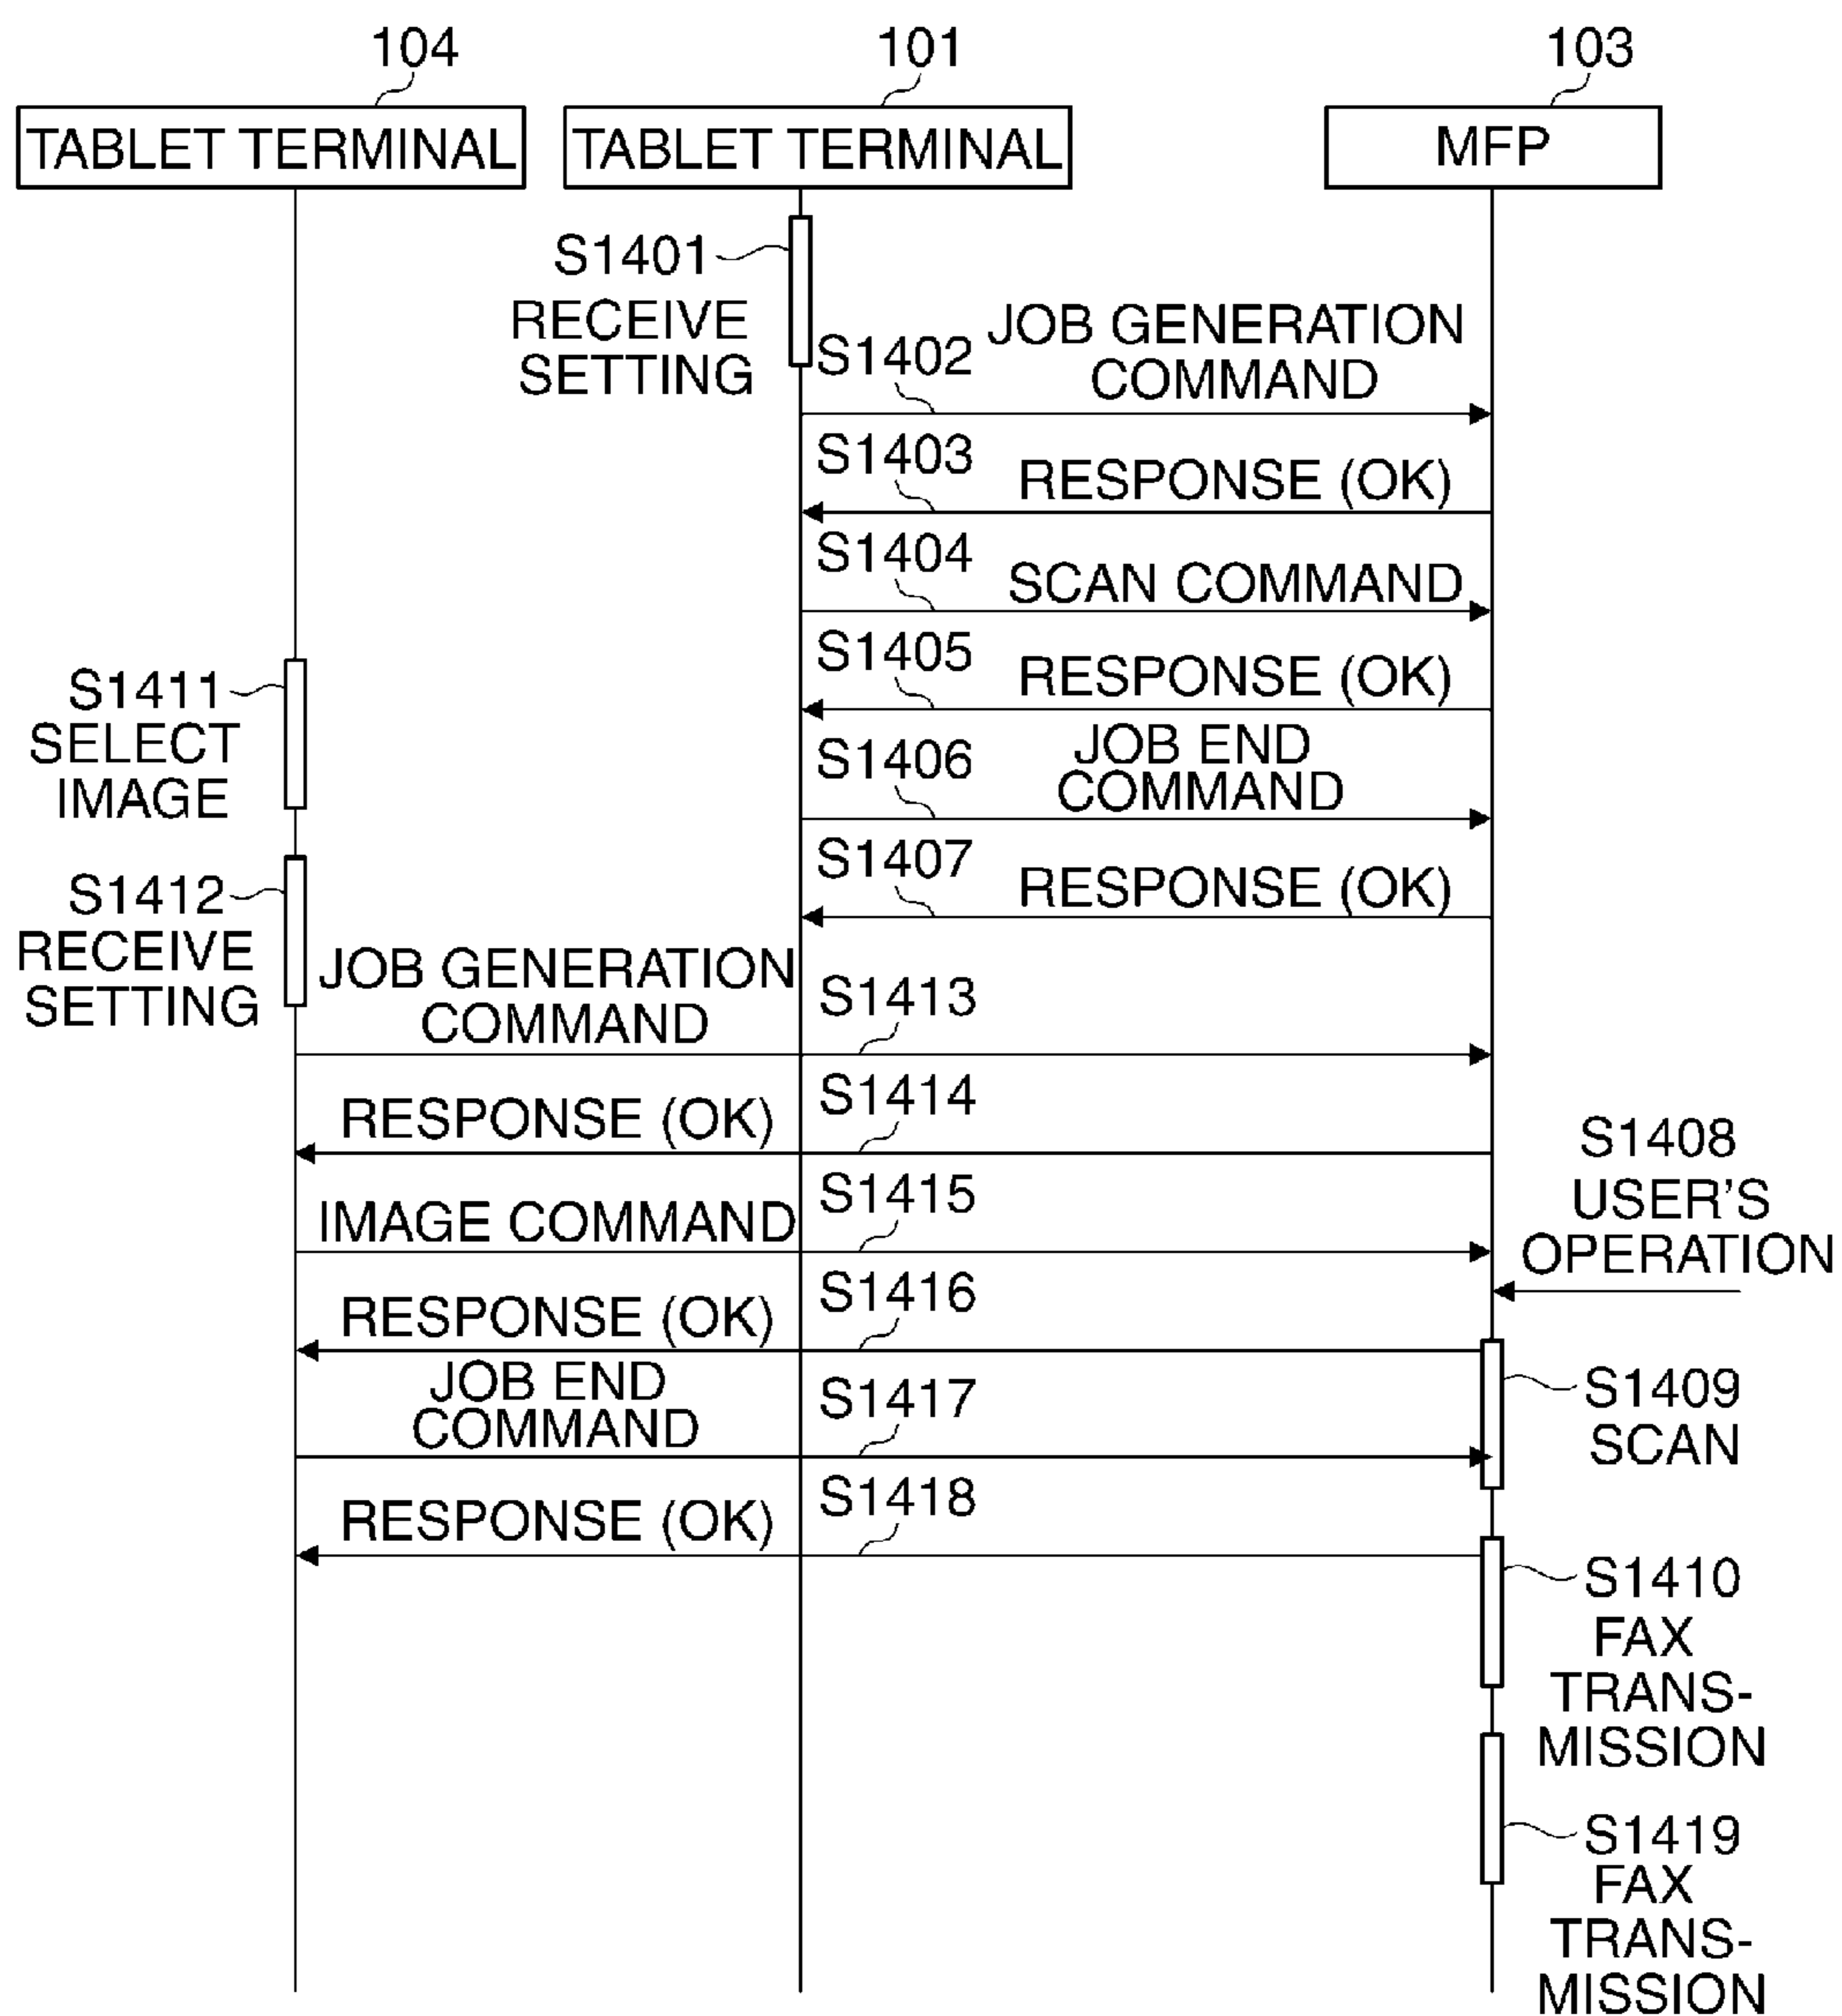 104
101
103
TABLET TERMINAL
TABLET TERMINAL
MFP
S1401
RECEIVE
SETTING
S1402
JOB GENERATION
COMMAND
S1403
RESPONSE (OK)
S1404
SCAN COMMAND
S1405
RESPONSE (OK)
S1411
SELECT
IMAGE
S1406
JOB END
COMMAND
S1407
RESPONSE (OK)
S1412
RECEIVE
SETTING
JOB GENERATION
COMMAND
S1413
RESPONSE (OK)
S1414
S1408
USER'S
OPERATION
IMAGE COMMAND
S1415
RESPONSE (OK)
S1416
JOB END
COMMAND
S1417
S1409
SCAN
RESPONSE (OK)
S1418
S1410
FAX
TRANS-
MISSION
S1419
FAX
TRANS-
MISSION